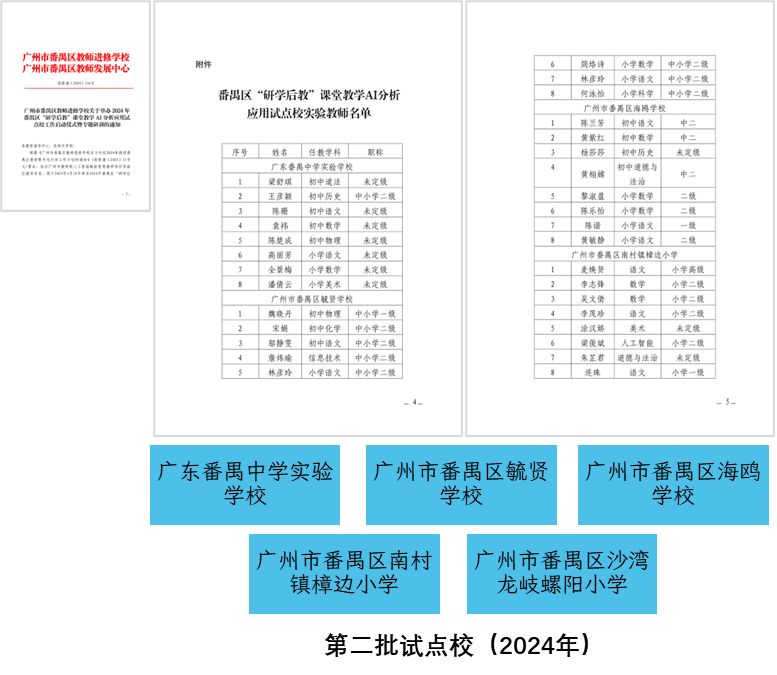 广州市番禺区教师进修学校
广州市番禺区教师发展中心
广州市番禺区教师进修学校关于举办 2024 年
番禺区“研学后教”课堂教学 AI 分析应用试
点校工作启动仪式暨专题研训的通知
附件
番禺区“研学后教”课堂教学AI分析
应用试点校实验教师名单
序号 姓名 任教学科 职称
广东番禺中学实验学校
1 梁舒琪 初中道法 未定级
2 王彦颖 初中历史 中小学二级
3 陈珊 初中语文 未定级
4 袁祎 初中数学 未定级
5 陈楚成 初中物理 未定级
6 高丽芳 小学语文 未定级
7 全景梅 小学数学 未定级
8 潘倩云 小学美术 未定级
广州市番禺区毓贤学校
1 魏晓丹 初中物理 中小学一级
2 宋娟 初中化学 中小学二级
3 邬静雯 初中语文 中小学二级
4 詹炜瑜 信息技术 中小学二级
5 林彦玲 小学语文 中小学二级
— 4 —
6 简烙诗 小学数学 中小学二级
7 林彦玲 小学语文 中小学二级
8 何泳怡 小学科学 中小学二级
广州市番禺区海鸥学校
1 陈兰芳 初中语文 中二
2 黄紫红 初中数学 中二
3 杨莎莎 初中历史 未定级
4 黄相嫦 初中道德与法治 中二
5 黎淑盈 小学数学 二级
6 陈乐怡 小学数学 二级
7 陈谐 小学语文 一级
8 黄敏静 小学语文 二级
广州市番禺区南村镇樟边小学
1 麦焕贤 语文 小学高级
2 李志锋 数学 小学二级
3 吴文倩 数学 小学二级
4 李茂珍 语文 小学二级
5 涂汉娇 美术 未定级
6 梁俊斌 人工智能 小学二级
7 朱芷君 道德与法治 未定级
8 连珠 语文 小学一级
— 5 —
广东番禺中学实验
学校
广州市番禺区毓贤
学校
广州市番禺区海鸥
学校
广州市番禺区南村
镇樟边小学
广州市番禺区沙湾
龙岐螺阳小学
第二批试点校（2024年）